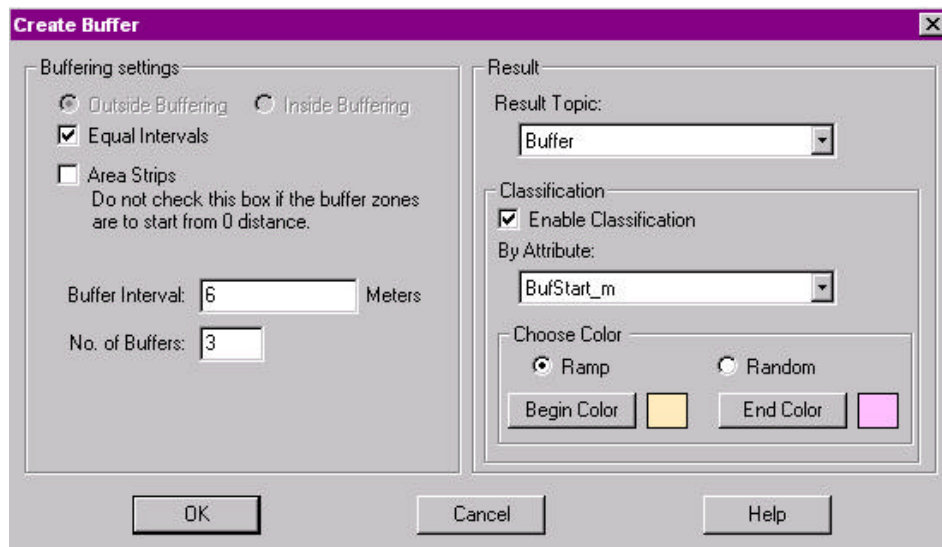 Create Buffer
Buffering settings
Outside Buffering
Inside Buffering
Equal Intervals
Area Strips
Do not check this box if the buffer zones
are to start from 0 distance.
Buffer Interval: 6 Meters
No. of Buffers: 3
Result
Result Topic:
Buffer
Classification
Enable Classification
By Attribute:
BufStart_m
Choose Color
Ramp
Random
Begin Color
End Color
OK
Cancel
Help